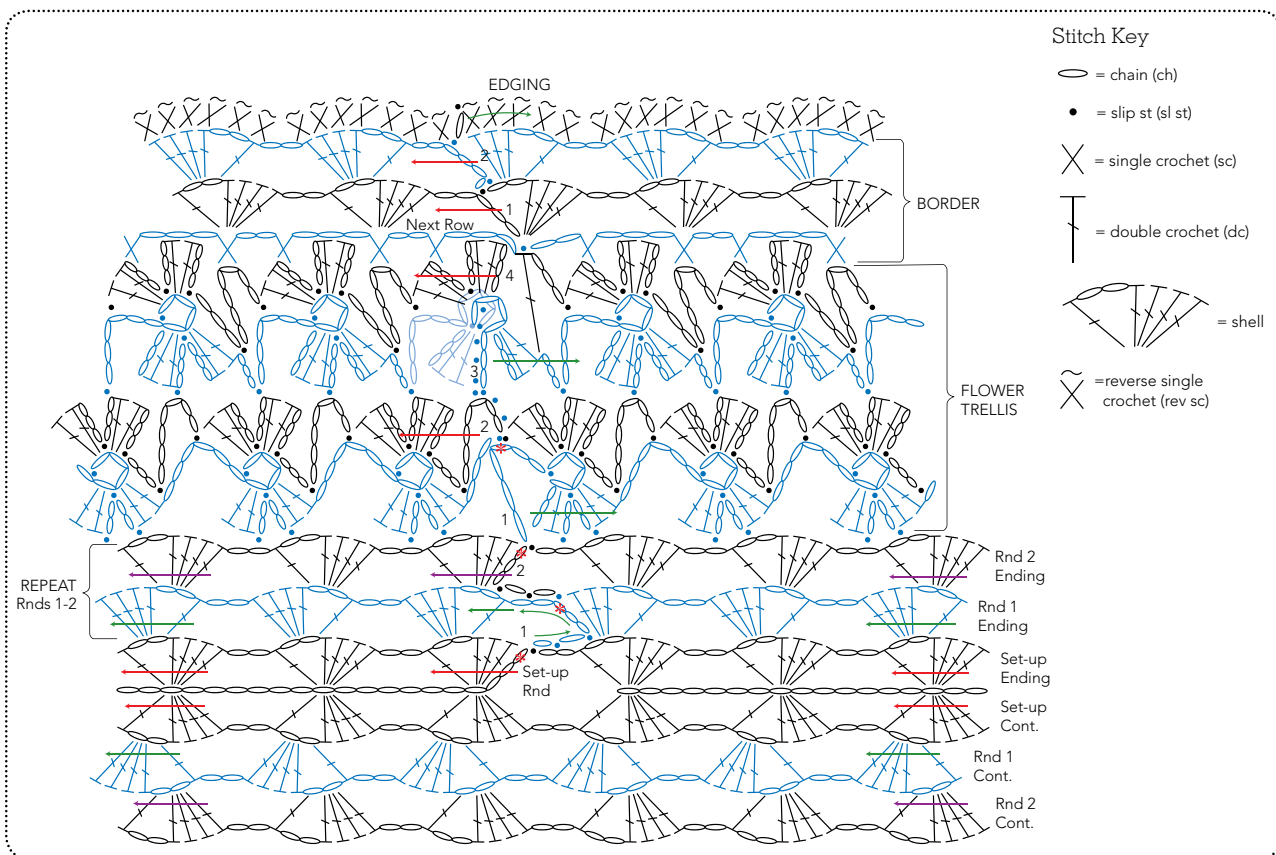 Stitch Key
= chain (ch)
= slip st (sl st)
= single crochet (sc)
= double crochet (dc)
= shell
=reverse single
crochet (rev sc)
EDGING
2
1
BORDER
Next Row
4
3
FLOWER
TRELLIS
2
1
REPEAT
Rnds 1-2
2
Rnd 2
Ending
1
Rnd 1
Ending
Set-up
Rnd
Set-up
Ending
Set-up
Cont.
Rnd 1
Cont.
Rnd 2
Cont.